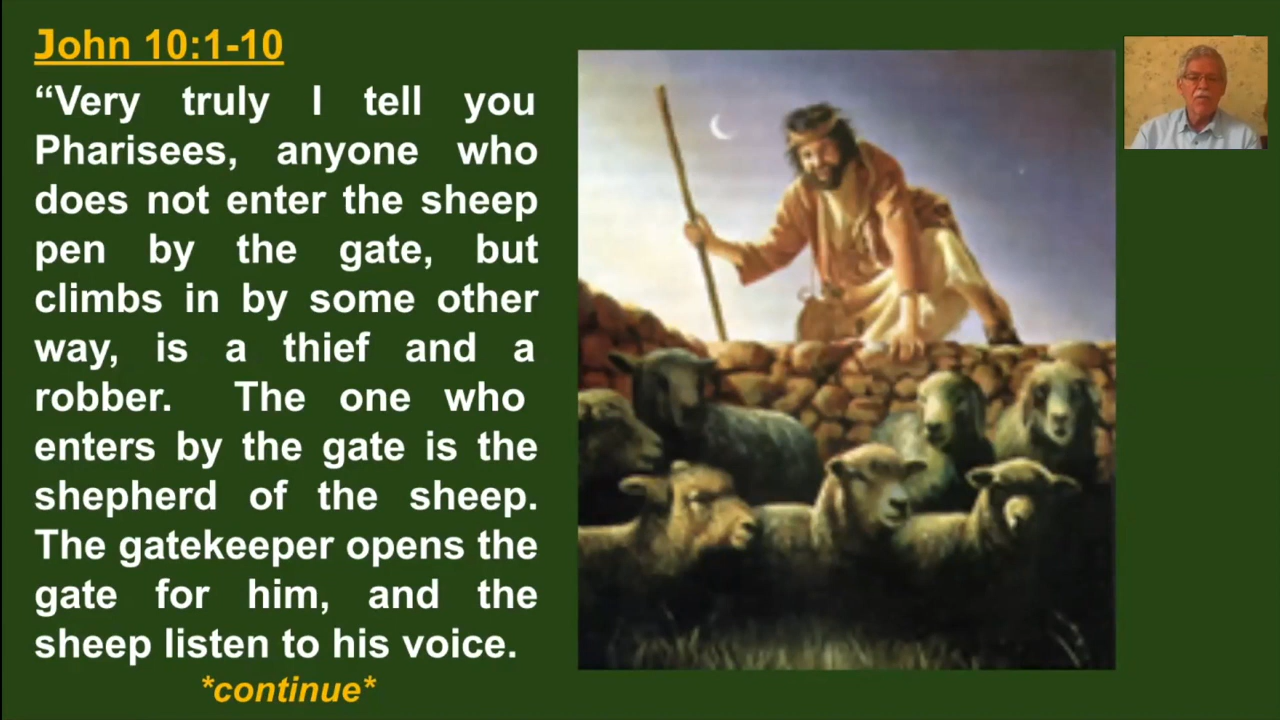 John 10:1-10
“Very truly I tell you
Pharisees, anyone who
does not enter the sheep
pen by the gate, but
climbs in by some other
way, is a thief and a
robber. The one who
enters by the gate is the
shepherd of the sheep.
The gatekeeper opens the
gate for him, and the
sheep listen to his voice.
*continue*